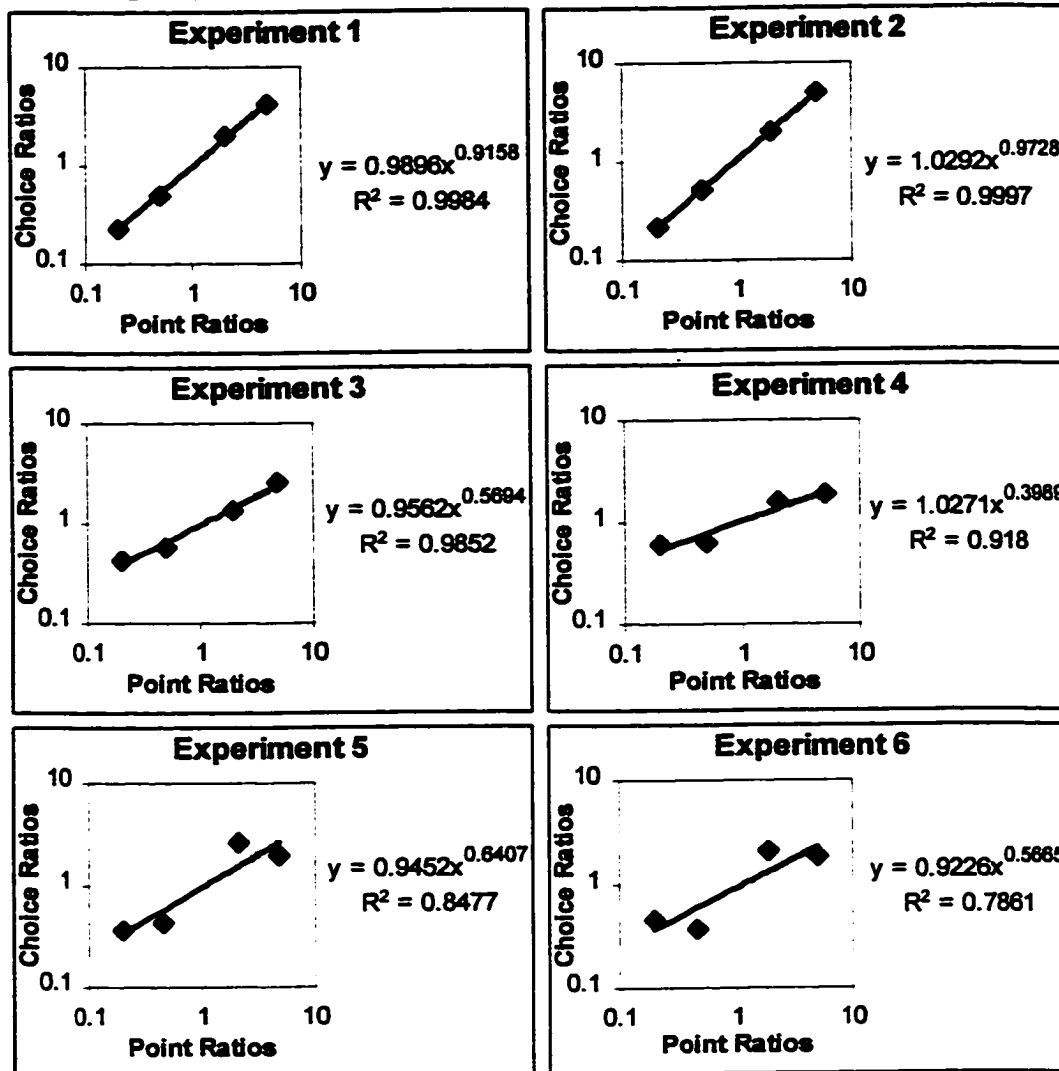 Experiment 1
Choice Ratios
10
1
0.1
0.1 1 10
Point Ratios
y = 0.9896x^0.9158
R² = 0.9984
Experiment 2
Choice Ratios
10
1
0.1
0.1 1 10
Point Ratios
y = 1.0292x^0.9728
R² = 0.9997
Experiment 3
Choice Ratios
10
1
0.1
0.1 1 10
Point Ratios
y = 0.9562x^0.5694
R² = 0.9852
Experiment 4
Choice Ratios
10
1
0.1
0.1 1 10
Point Ratios
y = 1.0271x^0.3989
R² = 0.918
Experiment 5
Choice Ratios
10
1
0.1
0.1 1 10
Point Ratios
y = 0.9452x^0.6407
R² = 0.8477
Experiment 6
Choice Ratios
10
1
0.1
0.1 1 10
Point Ratios
y = 0.9226x^0.5665
R² = 0.7861